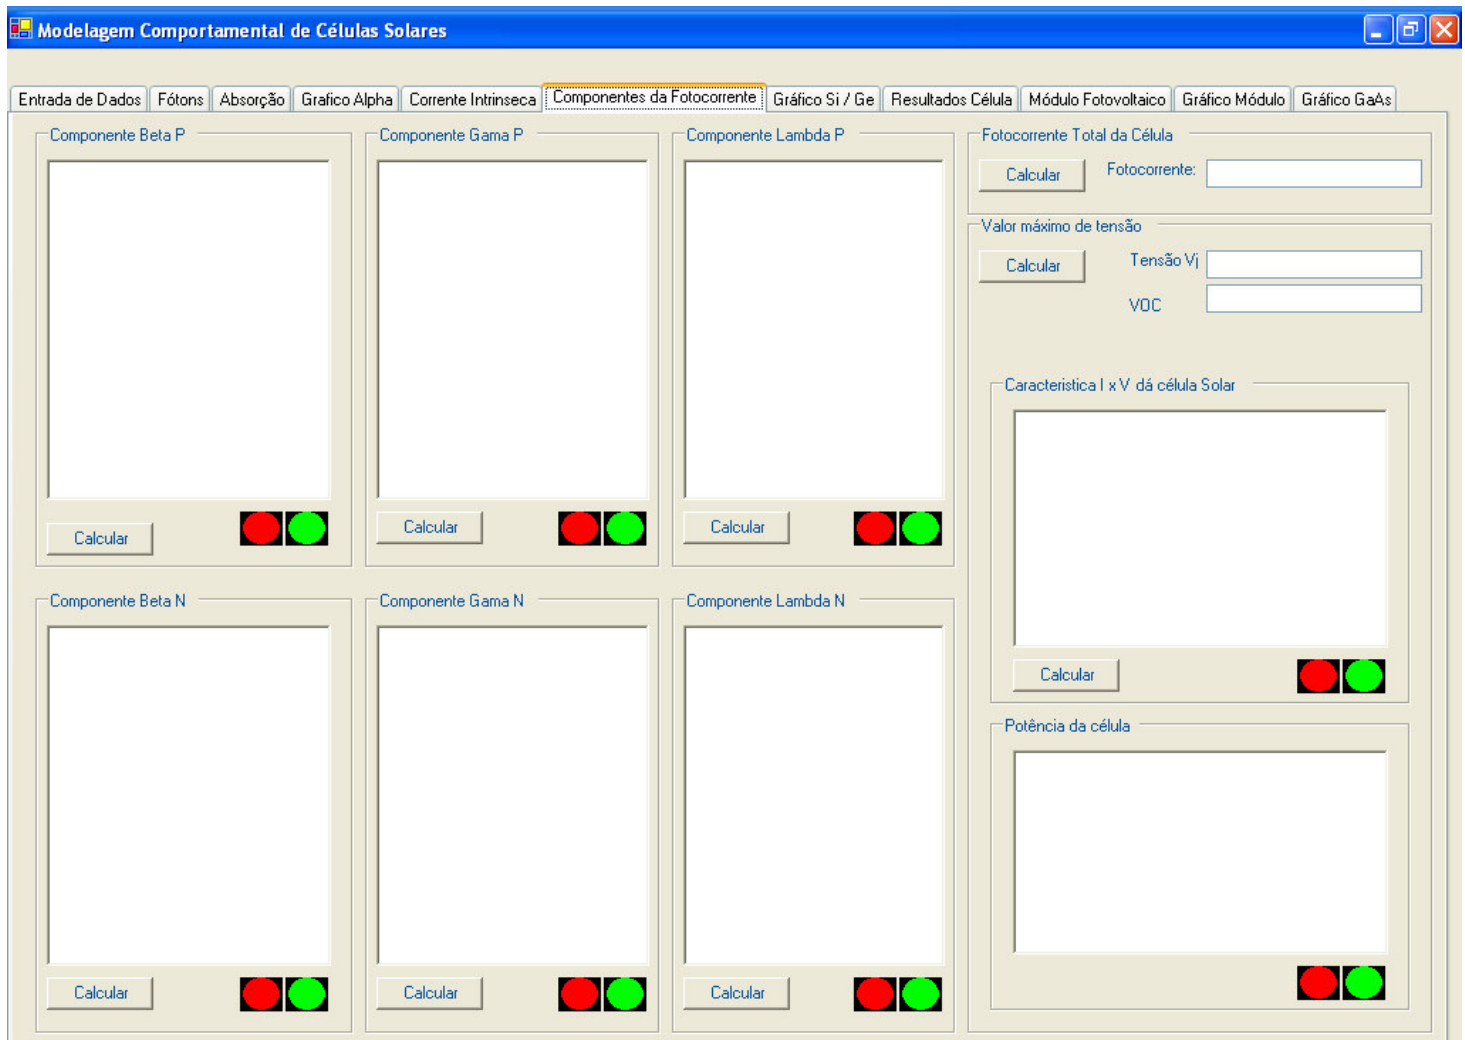 Modelagem Comportamental de Células Solares
Entrada de Dados Fótons Absorção Grafico Alpha Corrente Intrinseca Componentes da Fotocorrente Gráfico Si / Ge Resultados Célula Módulo Fotovoltaico Gráfico Módulo Gráfico GaAs
Componente Beta P
Calcular
Componente Gama P
Calcular
Componente Lambda P
Calcular
Componente Beta N
Calcular
Componente Gama N
Calcular
Componente Lambda N
Calcular
Fotocorrente Total da Célula
Calcular Fotocorrente:
Valor máximo de tensão
Calcular Tensão Vj
VOC
Caracteristica I x V dá célula Solar
Calcular
Potência da célula